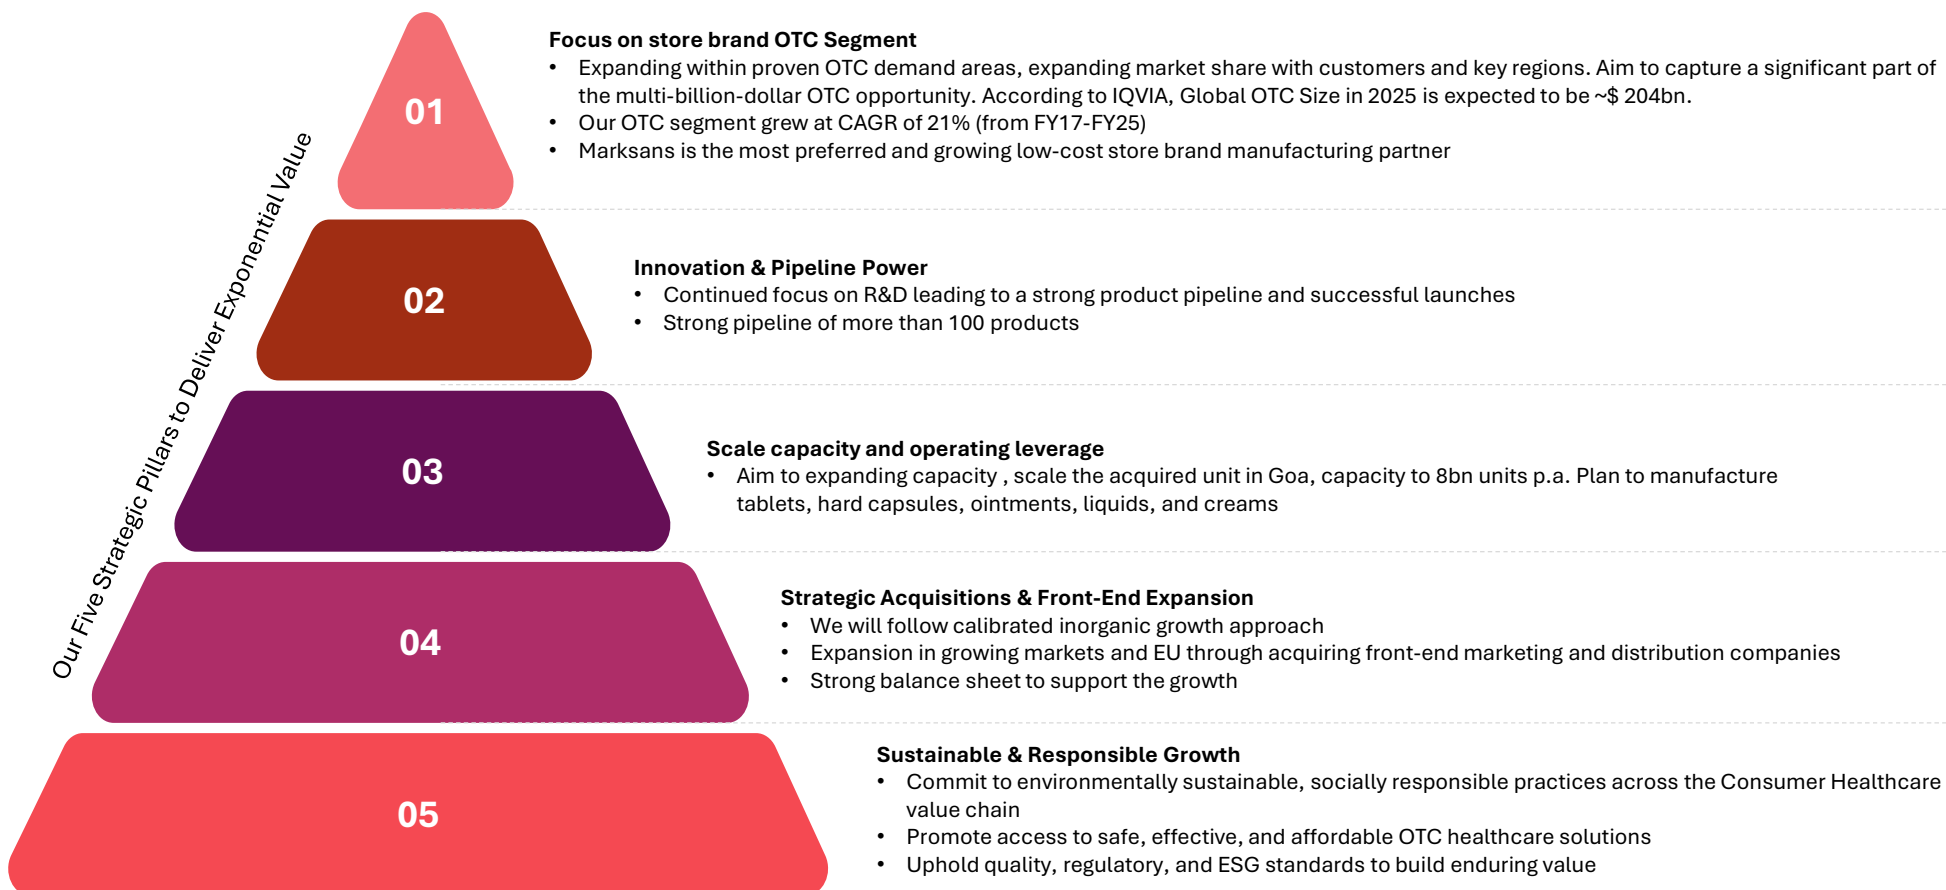 Our Five Strategic Pillars to Deliver Exponential Value
01
Focus on store brand OTC Segment
• Expanding within proven OTC demand areas, expanding market share with customers and key regions. Aim to capture a significant part of
the multi-billion-dollar OTC opportunity. According to IQVIA, Global OTC Size in 2025 is expected to be ~$ 204bn.
• Our OTC segment grew at CAGR of 21% (from FY17-FY25)
• Marksans is the most preferred and growing low-cost store brand manufacturing partner
02
Innovation & Pipeline Power
• Continued focus on R&D leading to a strong product pipeline and successful launches
• Strong pipeline of more than 100 products
03
Scale capacity and operating leverage
• Aim to expanding capacity , scale the acquired unit in Goa, capacity to 8bn units p.a. Plan to manufacture
tablets, hard capsules, ointments, liquids, and creams
04
Strategic Acquisitions & Front-End Expansion
• We will follow calibrated inorganic growth approach
• Expansion in growing markets and EU through acquiring front-end marketing and distribution companies
• Strong balance sheet to support the growth
05
Sustainable & Responsible Growth
• Commit to environmentally sustainable, socially responsible practices across the Consumer Healthcare
value chain
• Promote access to safe, effective, and affordable OTC healthcare solutions
• Uphold quality, regulatory, and ESG standards to build enduring value